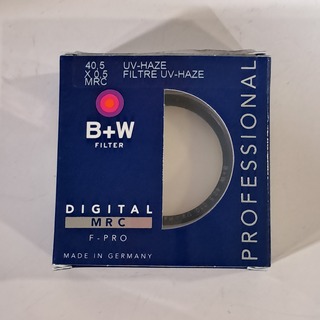 40,5 UV-HAZE
X 0,5 FILTRE UV-HAZE
MRC
B+W
FILTER
DIGITAL
MRC
F-PRO
MADE IN GERMANY
PROFESSIONAL